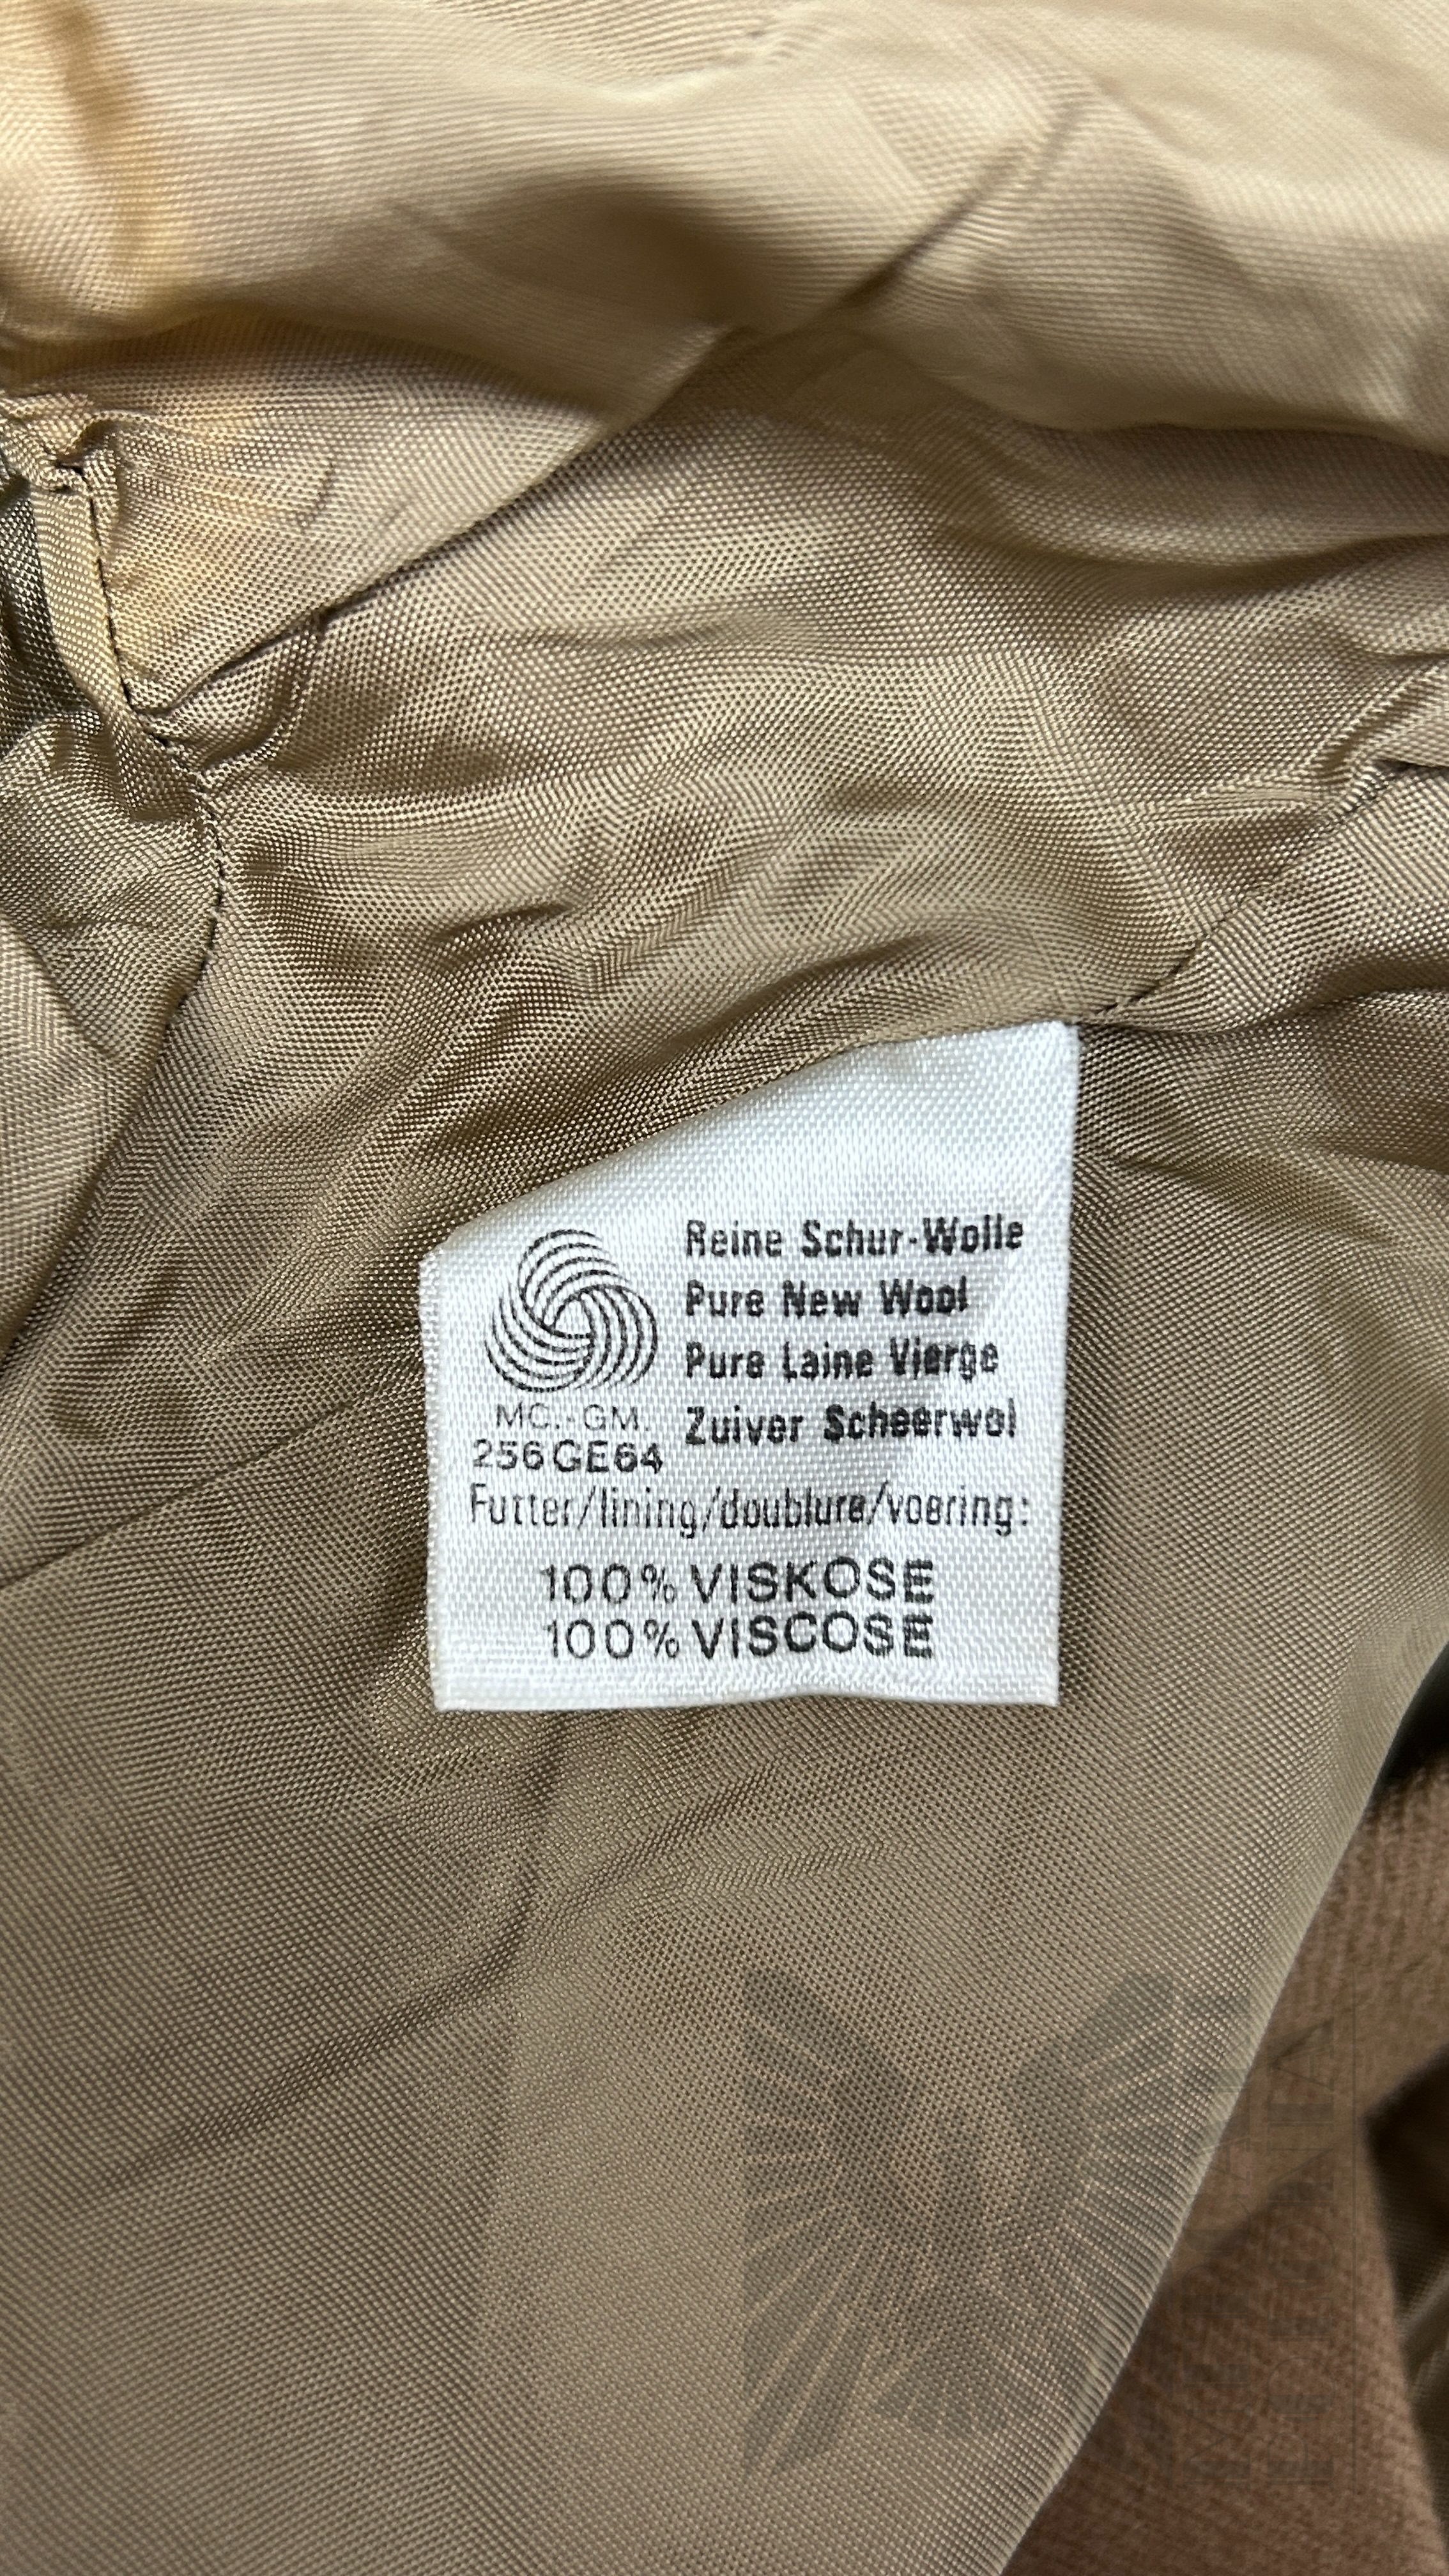 Reine Schur-Wolle
Pure New Wool
Pure Laine Vierge
Zuiver Scheerwol
MC.-GM.
256GE64
Futter/lining/doublure/voering:
100% VISKOSE
100% VISCOSE